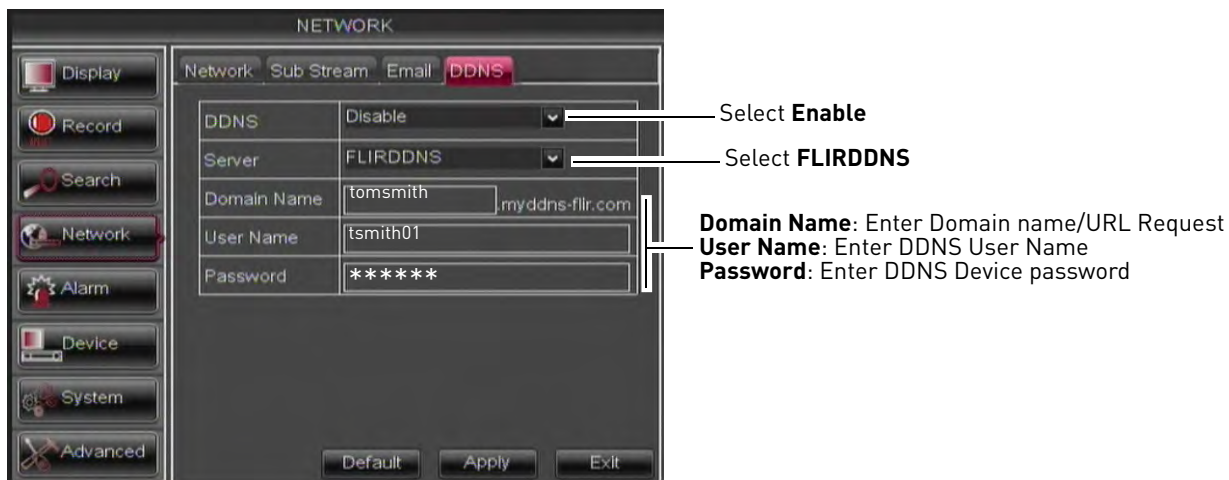 NETWORK
Display
Record
Search
Network
Alarm
Device
System
Advanced
Network Sub Stream Email DDNS
DDNS Disable
Server FLIRDDNS
Domain Name tomsmith .myddns-flir.com
User Name tsmith01
Password ******
Default Apply Exit
Select Enable
Select FLIRDDNS
Domain Name: Enter Domain name/URL Request
User Name: Enter DDNS User Name
Password: Enter DDNS Device password